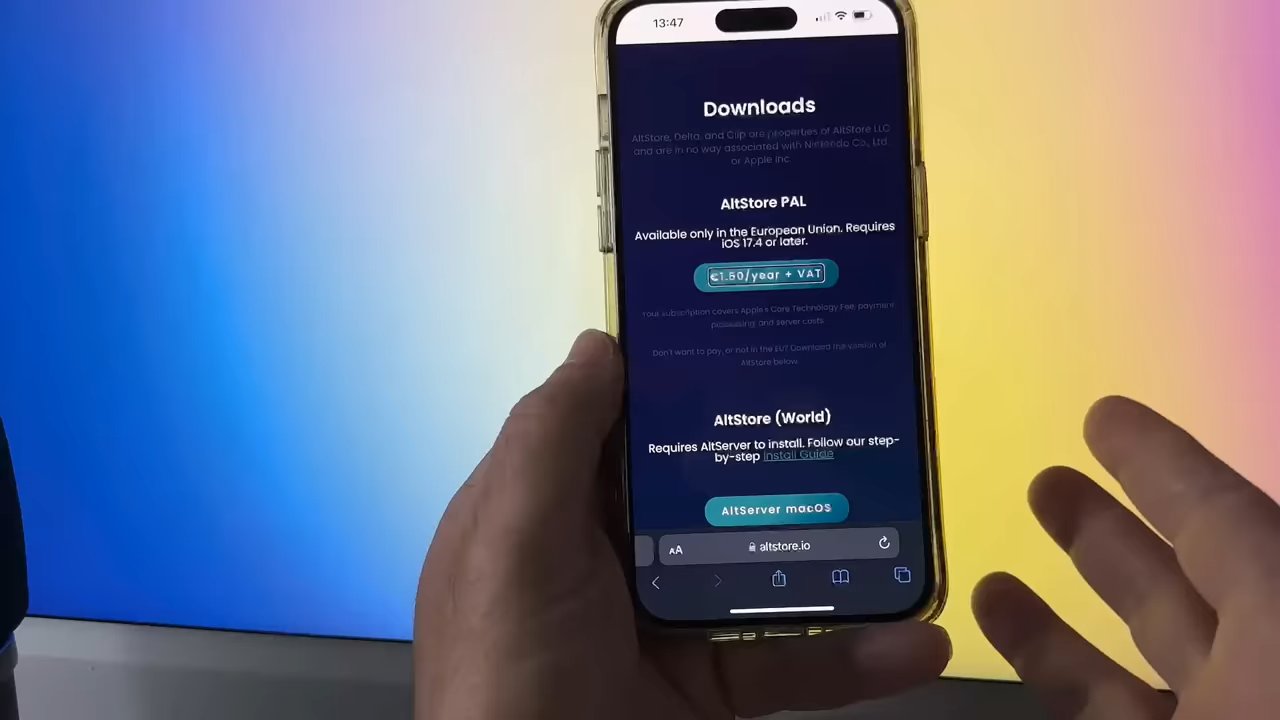 13:47
Downloads
AltStore, Delta, and Clip are properties of AltStore LLC
and are in no way associated with Nintendo Co., Ltd.
or Apple Inc.
AltStore PAL
Available only in the European Union. Requires
iOS 17.4 or later.
€1.50/year + VAT
Your subscription covers Apple's Core Technology Fee, payment
processing, and server costs.
Don't want to pay, or not in the EU? Download the version of
AltStore below.
AltStore (World)
Requires AltServer to install. Follow our step-
by-step Install Guide
AltServer macOS
AA
altstore.io